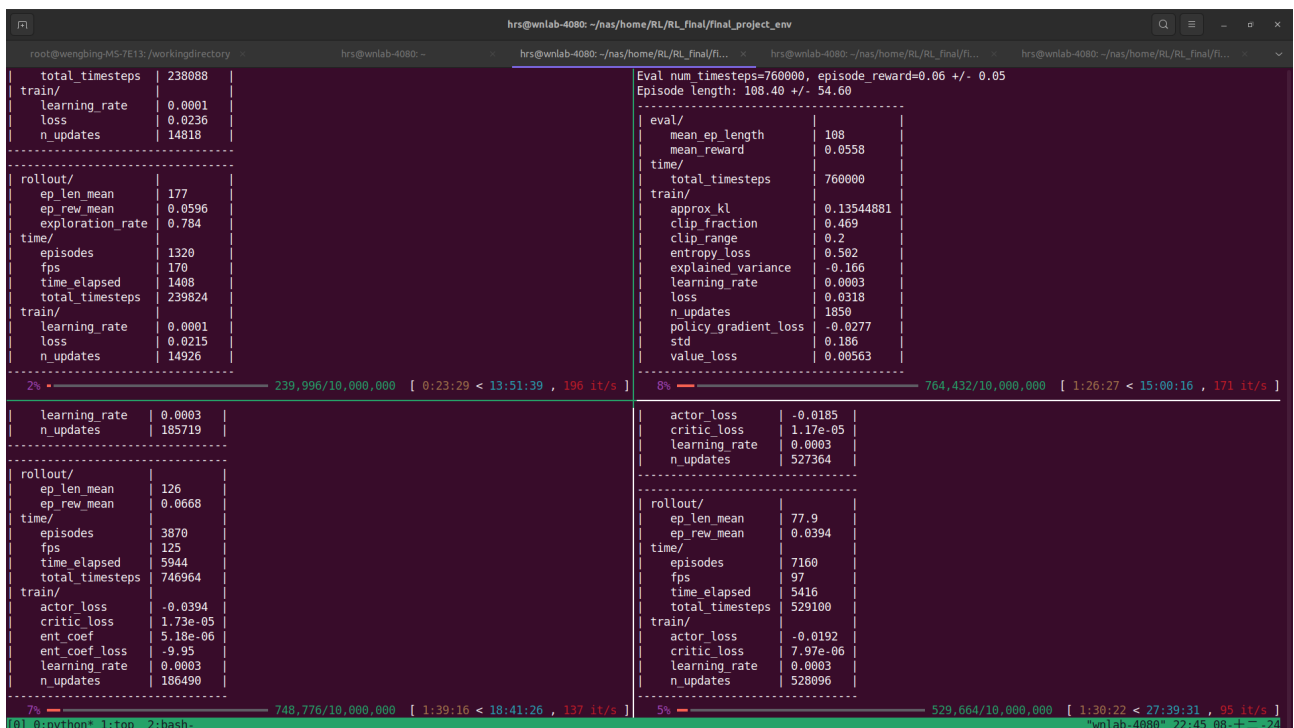 hrs@wnlab-4080: ~/nas/home/RL/RL_final/final_project_env
root@wengbing-MS-7E13: /workingdirectory × hrs@wnlab-4080: ~ × hrs@wnlab-4080: ~/nas/home/RL/RL_final/fi... × hrs@wnlab-4080: ~/nas/home/RL/RL_final/fi... × hrs@wnlab-4080: ~/nas/home/RL/RL_final/fi... ×
| total_timesteps | 238088 |
| train/ | |
| learning_rate | 0.0001 |
| loss | 0.0236 |
| n_updates | 14818 |
----------------------------------
----------------------------------
| rollout/ | |
| ep_len_mean | 177 |
| ep_rew_mean | 0.0596 |
| exploration_rate | 0.784 |
| time/ | |
| episodes | 1320 |
| fps | 170 |
| time_elapsed | 1408 |
| total_timesteps | 239824 |
| train/ | |
| learning_rate | 0.0001 |
| loss | 0.0215 |
| n_updates | 14926 |
----------------------------------
2% 239,996/10,000,000 [ 0:23:29 < 13:51:39 , 196 it/s ]
Eval num_timesteps=760000, episode_reward=0.06 +/- 0.05
Episode length: 108.40 +/- 54.60
----------------------------------------
| eval/ | |
| mean_ep_length | 108 |
| mean_reward | 0.0558 |
| time/ | |
| total_timesteps | 760000 |
| train/ | |
| approx_kl | 0.13544881 |
| clip_fraction | 0.469 |
| clip_range | 0.2 |
| entropy_loss | 0.502 |
| explained_variance | -0.166 |
| learning_rate | 0.0003 |
| loss | 0.0318 |
| n_updates | 1850 |
| policy_gradient_loss | -0.0277 |
| std | 0.186 |
| value_loss | 0.00563 |
----------------------------------------
8% 764,432/10,000,000 [ 1:26:27 < 15:00:16 , 171 it/s ]
| learning_rate | 0.0003 |
| n_updates | 185719 |
---------------------------------
---------------------------------
| rollout/ | |
| ep_len_mean | 126 |
| ep_rew_mean | 0.0668 |
| time/ | |
| episodes | 3870 |
| fps | 125 |
| time_elapsed | 5944 |
| total_timesteps | 746964 |
| train/ | |
| actor_loss | -0.0394 |
| critic_loss | 1.73e-05 |
| ent_coef | 5.18e-06 |
| ent_coef_loss | -9.95 |
| learning_rate | 0.0003 |
| n_updates | 186490 |
---------------------------------
7% 748,776/10,000,000 [ 1:39:16 < 18:41:26 , 137 it/s ]
| actor_loss | -0.0185 |
| critic_loss | 1.17e-05 |
| learning_rate | 0.0003 |
| n_updates | 527364 |
---------------------------------
---------------------------------
| rollout/ | |
| ep_len_mean | 77.9 |
| ep_rew_mean | 0.0394 |
| time/ | |
| episodes | 7160 |
| fps | 97 |
| time_elapsed | 5416 |
| total_timesteps | 529100 |
| train/ | |
| actor_loss | -0.0192 |
| critic_loss | 7.97e-06 |
| learning_rate | 0.0003 |
| n_updates | 528096 |
---------------------------------
5% 529,664/10,000,000 [ 1:30:22 < 27:39:31 , 95 it/s ]
[0] 0:python* 1:top 2:bash- "wnlab-4080" 22:45 08-十二-24